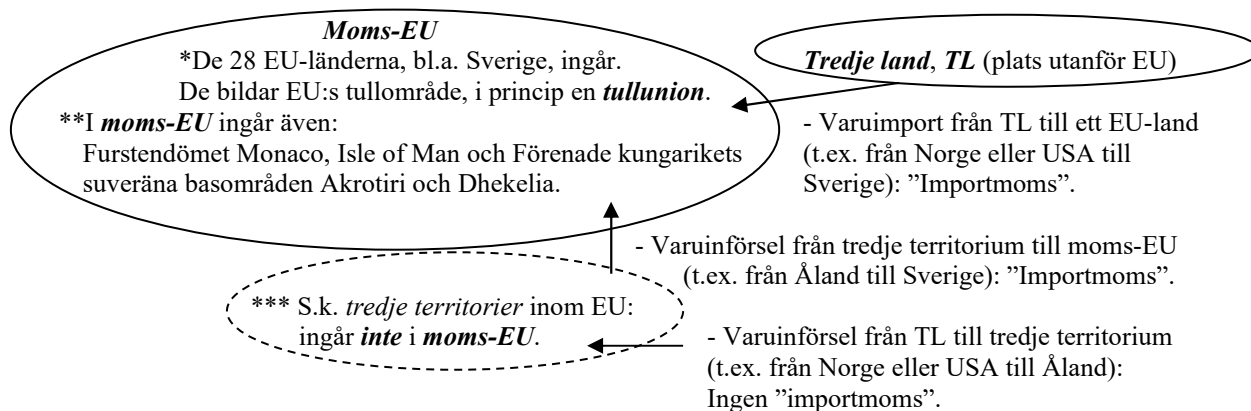 Moms-EU
*De 28 EU-länderna, bl.a. Sverige, ingår.
De bildar EU:s tullområde, i princip en tullunion.
**I moms-EU ingår även:
Furstendömet Monaco, Isle of Man och Förenade kungarikets
suveräna basområden Akrotiri och Dhekelia.
Tredje land, TL (plats utanför EU)
- Varuimport från TL till ett EU-land
(t.ex. från Norge eller USA till
Sverige): ”Importmoms”.
- Varuinförsel från tredje territorium till moms-EU
(t.ex. från Åland till Sverige): ”Importmoms”.
*** S.k. tredje territorier inom EU:
ingår inte i moms-EU.
- Varuinförsel från TL till tredje territorium
(t.ex. från Norge eller USA till Åland):
Ingen ”importmoms”.